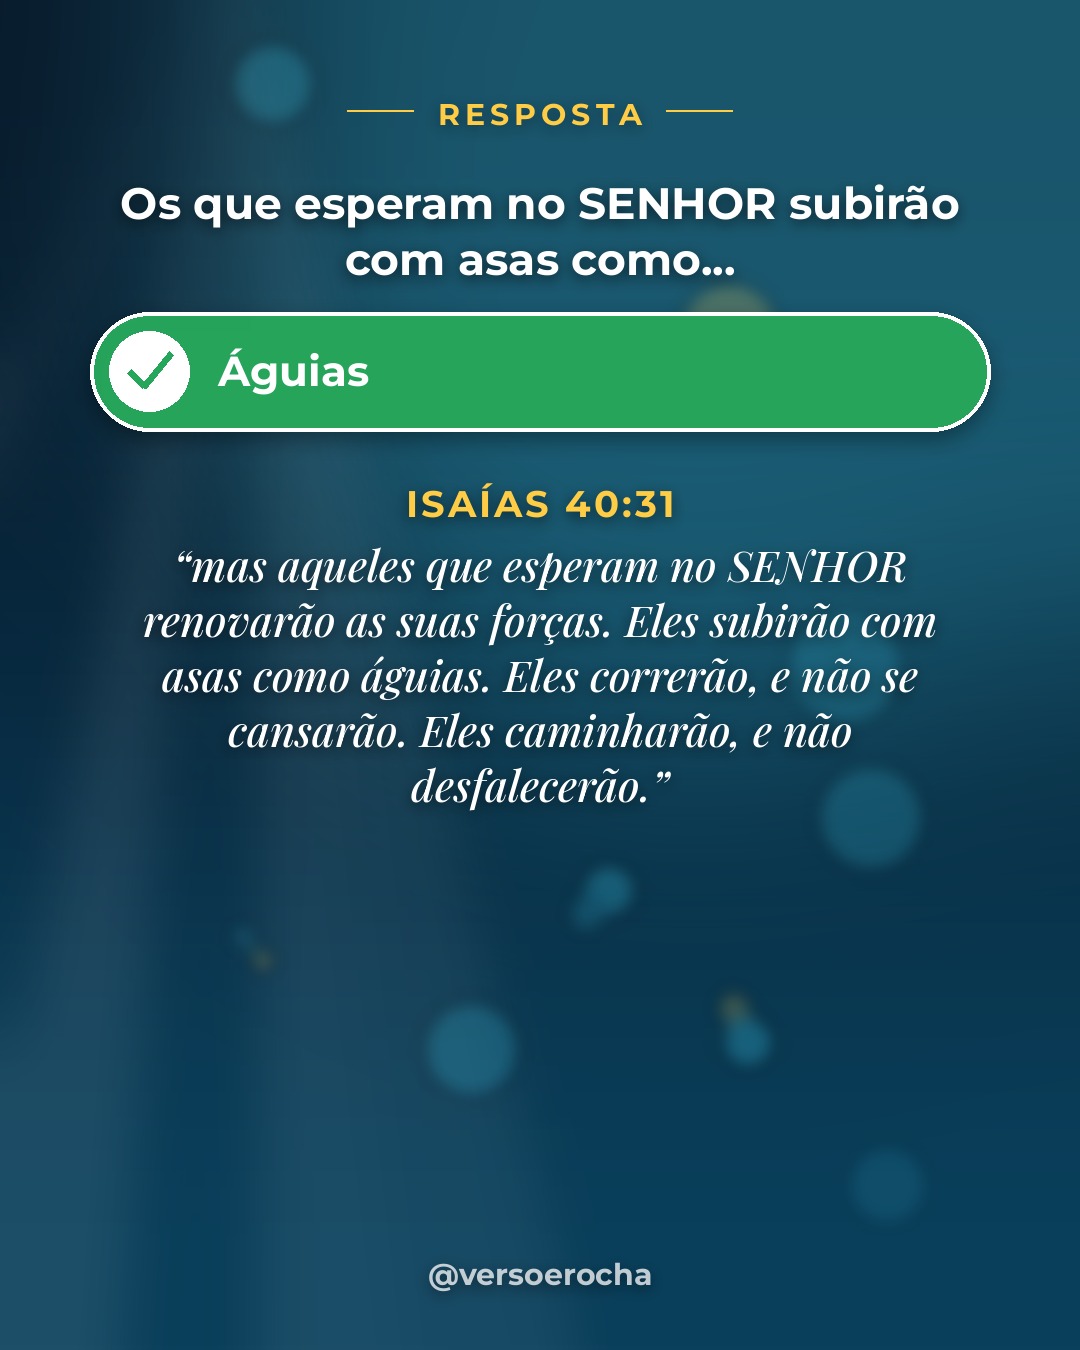 RESPOSTA
Os que esperam no SENHOR subirão
com asas como...
Águias
ISAÍAS 40:31
“mas aqueles que esperam no SENHOR
renovarão as suas forças. Eles subirão com
asas como águias. Eles correrão, e não se
cansarão. Eles caminharão, e não
desfalecerão.”
@versoerocha